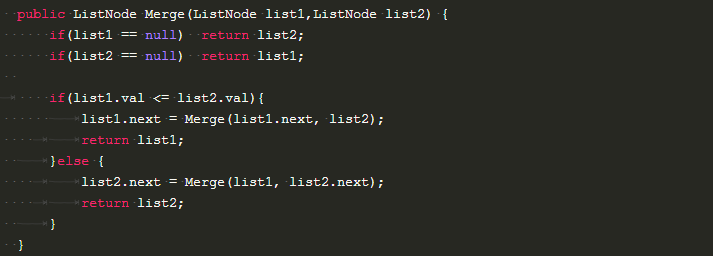 public ListNode Merge(ListNode list1,ListNode list2) {
if(list1 == null)  return list2;
if(list2 == null)  return list1;
if(list1.val <= list2.val){
list1.next = Merge(list1.next, list2);
return list1;
}else {
list2.next = Merge(list1, list2.next);
return list2;
}
}